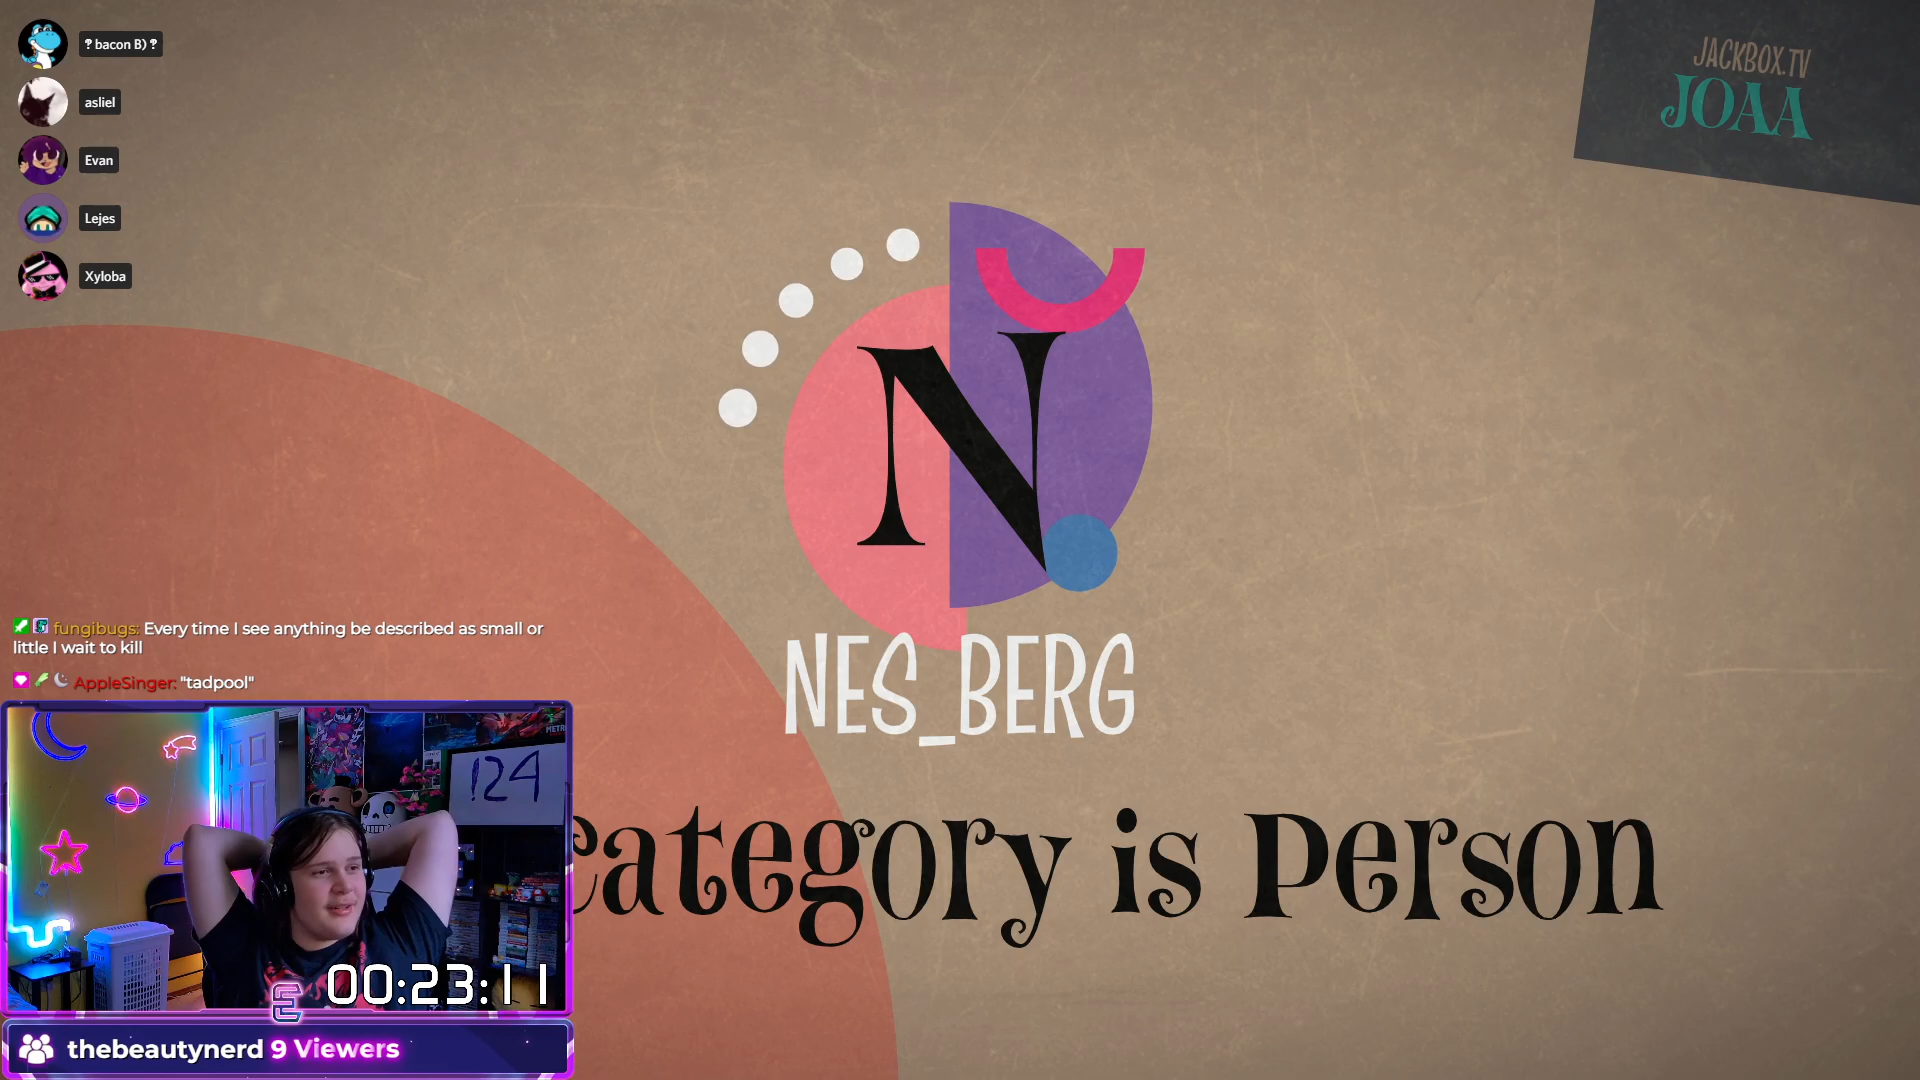 ‽ bacon B) ‽
asliel
Evan
Lejes
Xyloba
JACKBOX.TV
JOAA
N
NES_BERG
category is Person
fungibugs: Every time I see anything be described as small or
little I wait to kill
AppleSinger: "tadpool"
124
00:23:11
E
thebeautynerd 9 Viewers